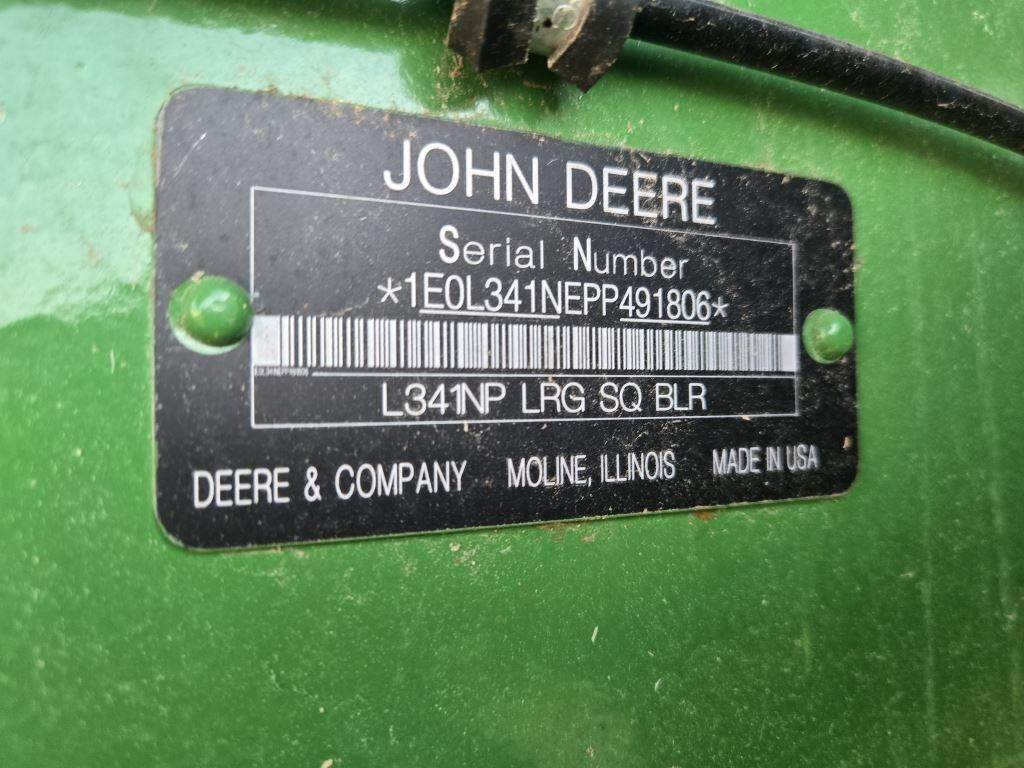 JOHN DEERE
Serial Number
*1E0L341NEPP491806*
L341NP LRG SQ BLR
DEERE & COMPANY MOLINE, ILLINOIS MADE IN USA